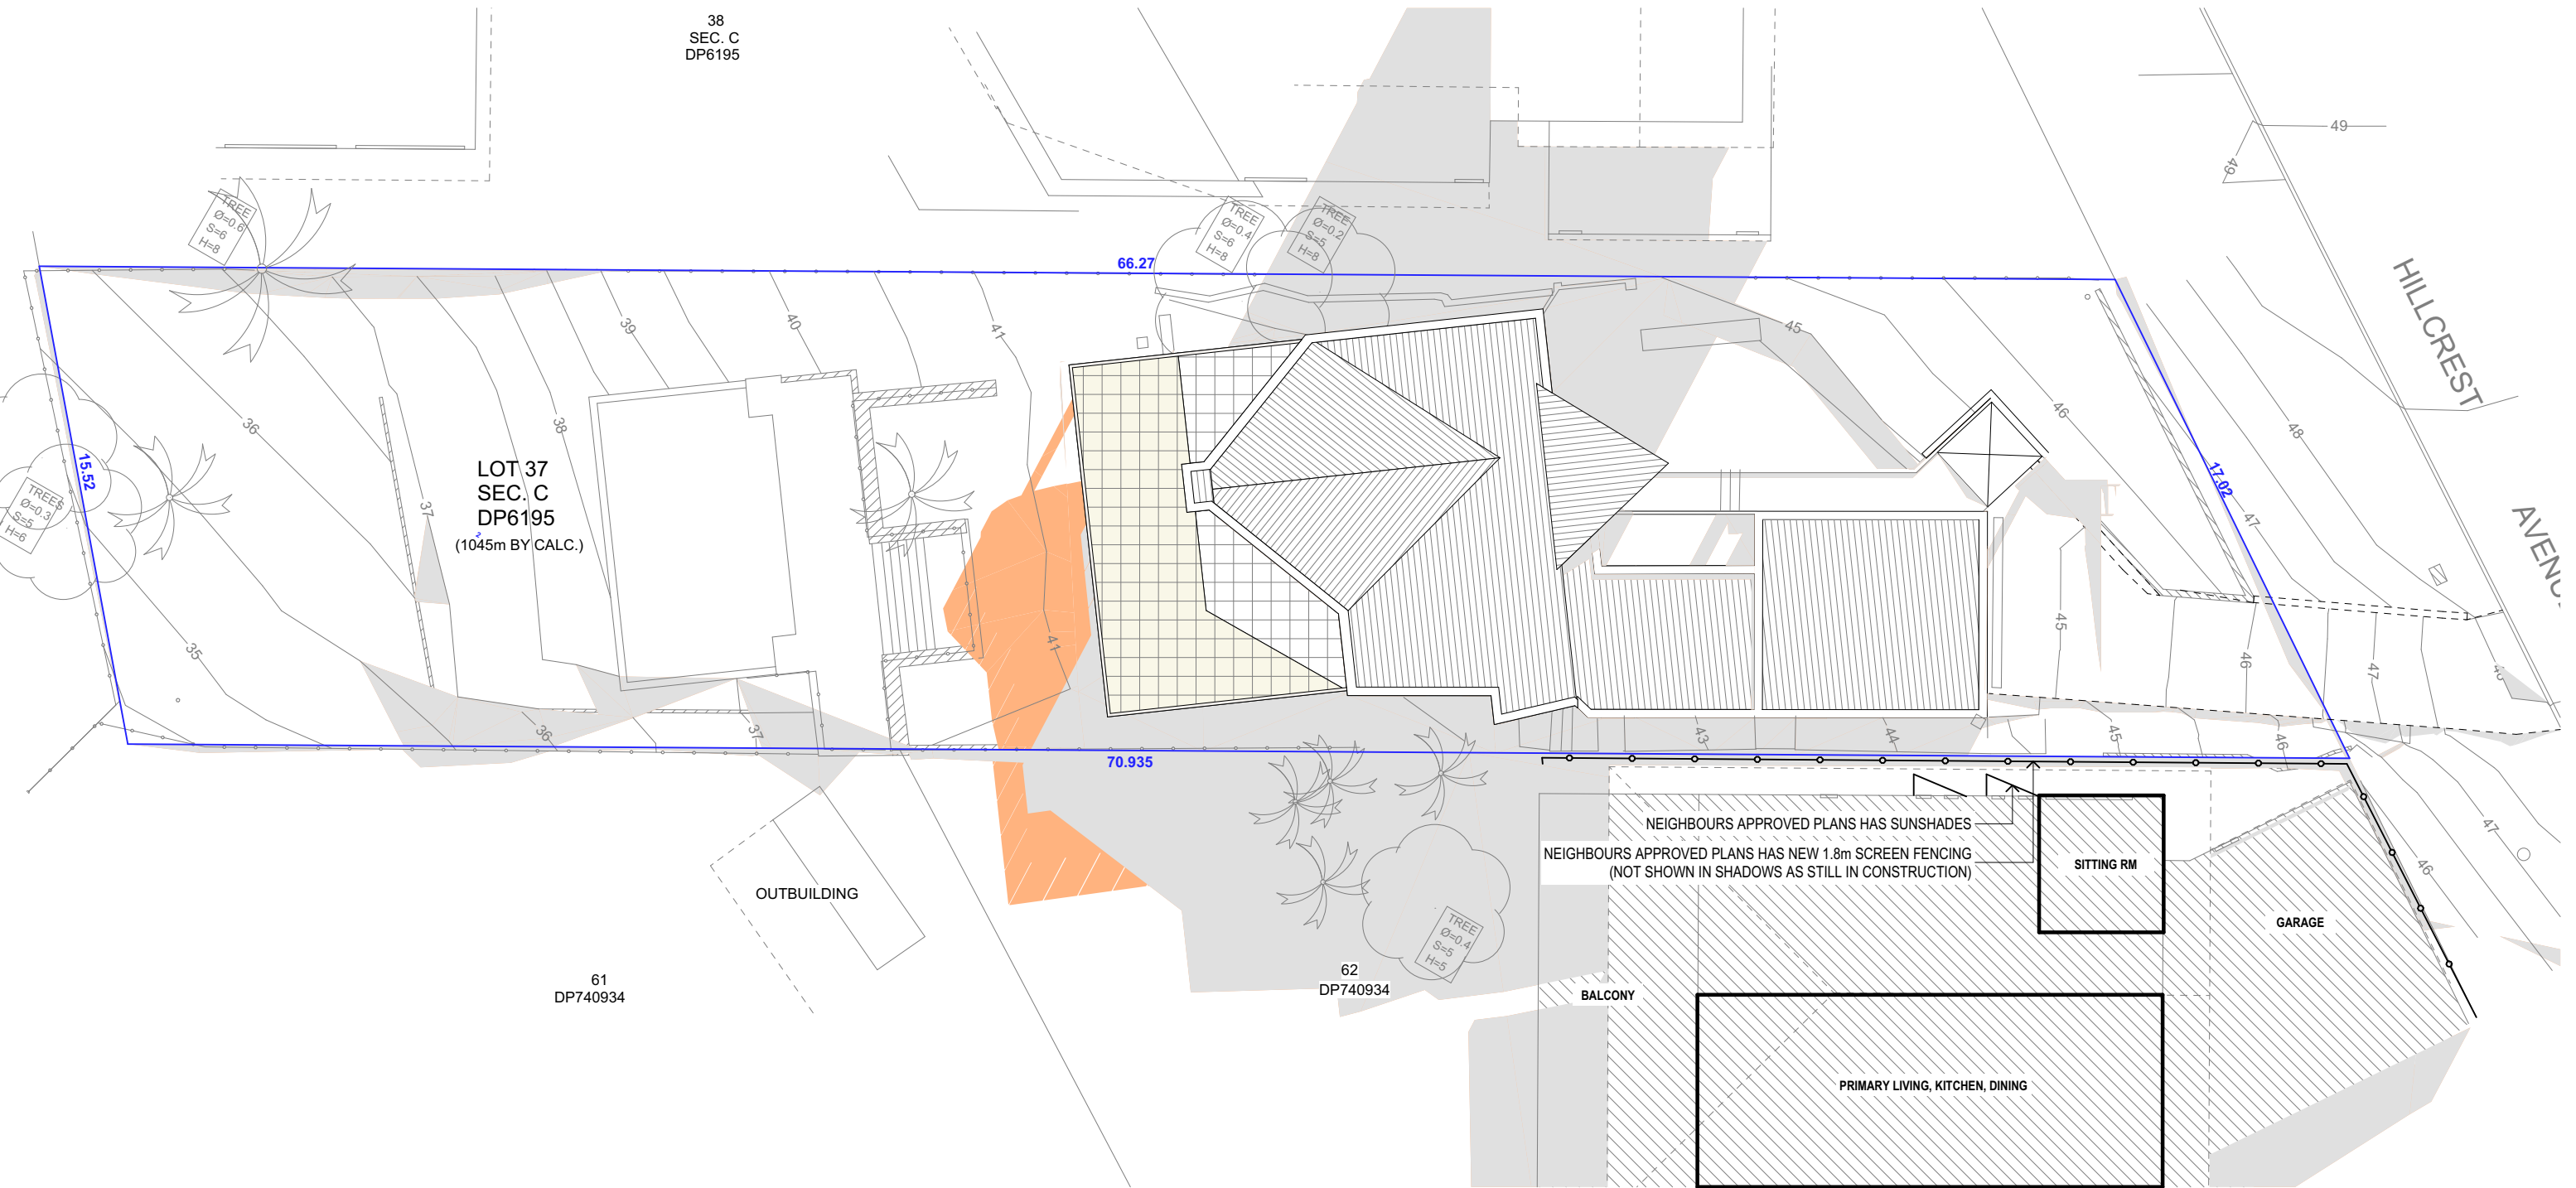 38
SEC. C
DP6195
49
49
TREE
Ø=0.6
S=6
H=8
TREE
Ø=0.4
S=6
H=8
TREE
Ø=0.2
S=5
H=8
66.27
HILLCREST
AVENUE
39
40
41
45
46
48
36
38
37
15.52
LOT 37
SEC. C
DP6195
2
(1045m BY CALC.)
17.02
47
TREES
Ø=0.3
S=5
H=6
35
41
45
46
47
36
37
70.935
43
44
45
46
47
46
NEIGHBOURS APPROVED PLANS HAS SUNSHADES
NEIGHBOURS APPROVED PLANS HAS NEW 1.8m SCREEN FENCING
(NOT SHOWN IN SHADOWS AS STILL IN CONSTRUCTION)
SITTING RM
GARAGE
OUTBUILDING
TREE
Ø=0.4
S=5
H=5
61
DP740934
62
DP740934
BALCONY
PRIMARY LIVING, KITCHEN, DINING